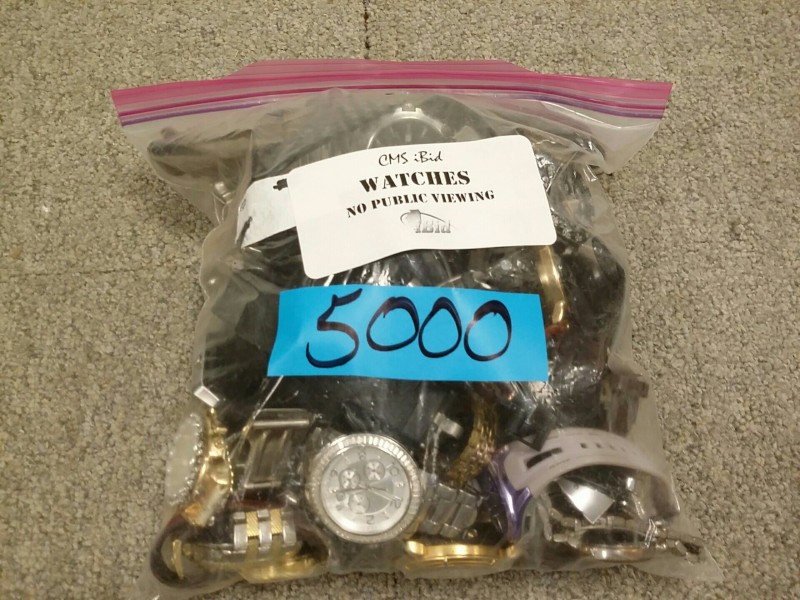 CMS iBid
WATCHES
NO PUBLIC VIEWING
iBid
5000